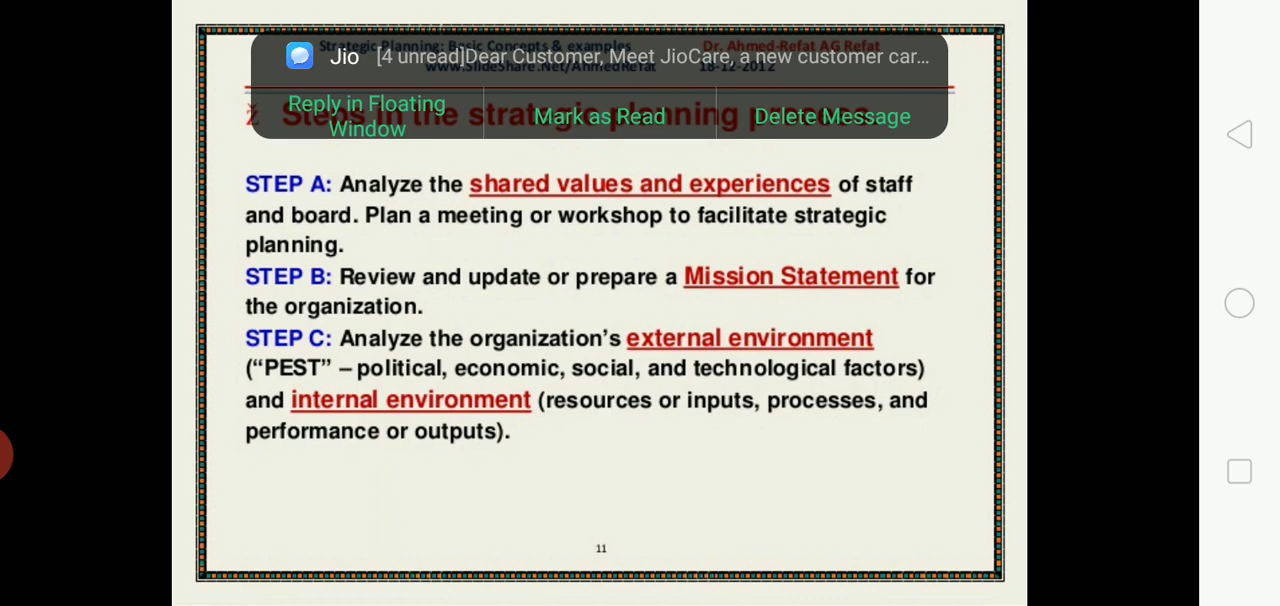 Strategic Planning: Basic Concepts & examples Dr. Ahmed-Refat AG Refat
Jio [4 unread]Dear Customer, Meet JioCare, a new customer car...
www.SlideShare.Net/AhmedRefat 18-12-2012
Reply in Floating Window Mark as Read Delete Message
ž Steps in the strategic planning process
STEP A: Analyze the shared values and experiences of staff
and board. Plan a meeting or workshop to facilitate strategic
planning.
STEP B: Review and update or prepare a Mission Statement for
the organization.
STEP C: Analyze the organization’s external environment
(“PEST” – political, economic, social, and technological factors)
and internal environment (resources or inputs, processes, and
performance or outputs).
11